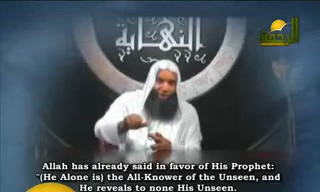 النهاية
الرحمة
Allah has already said in favor of His Prophet:
"(He Alone is) the All-Knower of the Unseen, and
He reveals to none His Unseen.